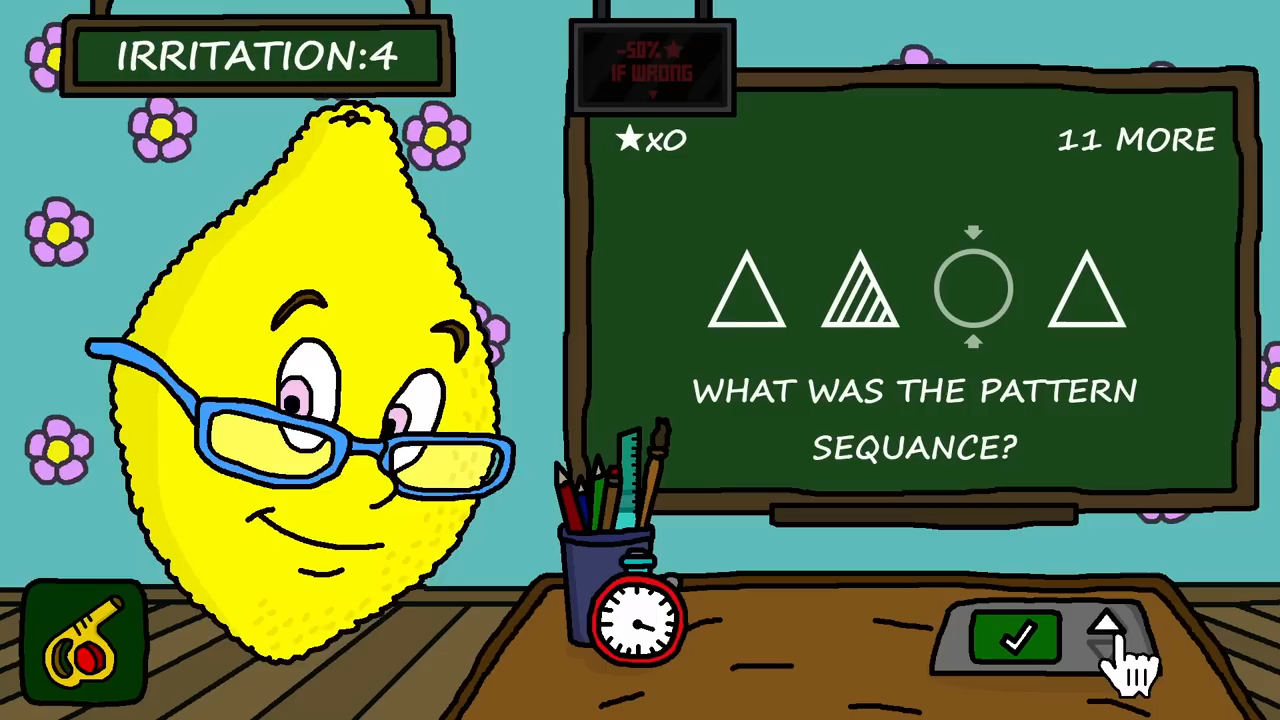 IRRITATION:4
-50% ★
IF WRONG
★x0
11 MORE
WHAT WAS THE PATTERN
SEQUANCE?